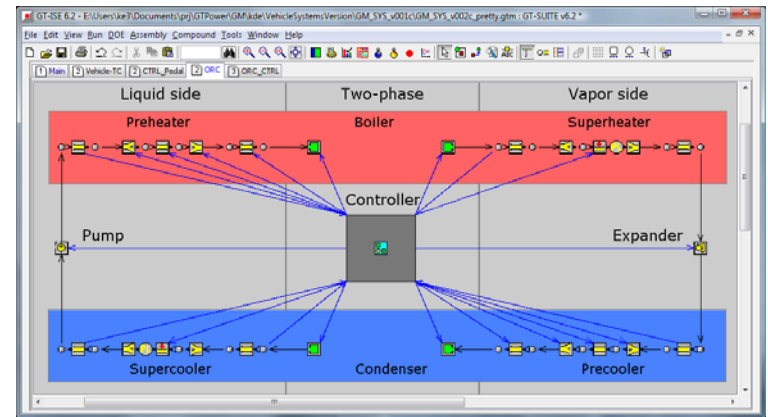 GT-ISE 6.2 - E:\Users\ke3\Documents\prj\GTPower\GM\kde\VehicleSystemsVersion\GM_SYS_v001c\GM_SYS_v002c_pretty.gtm : GT-SUITE v6.2 *
File Edit View Run DOE Assembly Compound Tools Window Help
1 Main 2 Vehicle-TC 2 CTRL_Pedal 2 ORC 3 ORC_CTRL
Liquid side Two-phase Vapor side
Preheater Boiler Superheater
Controller
Pump Expander
Supercooler Condenser Precooler